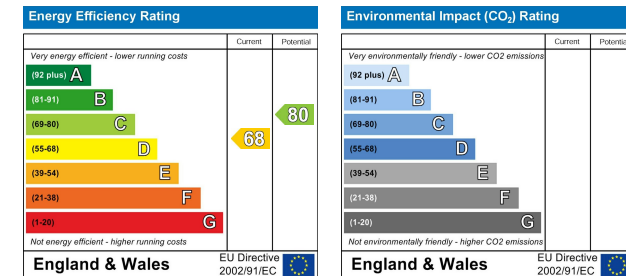 Energy Efficiency Rating
Current Potential
Very energy efficient - lower running costs
(92 plus) A
(81-91) B
(69-80) C
(55-68) D
(39-54) E
(21-38) F
(1-20) G
68
80
Not energy efficient - higher running costs
England & Wales
EU Directive
2002/91/EC
Environmental Impact (CO₂) Rating
Current Potential
Very environmentally friendly - lower CO2 emissions
(92 plus) A
(81-91) B
(69-80) C
(55-68) D
(39-54) E
(21-38) F
(1-20) G
Not environmentally friendly - higher CO2 emissions
England & Wales
EU Directive
2002/91/EC